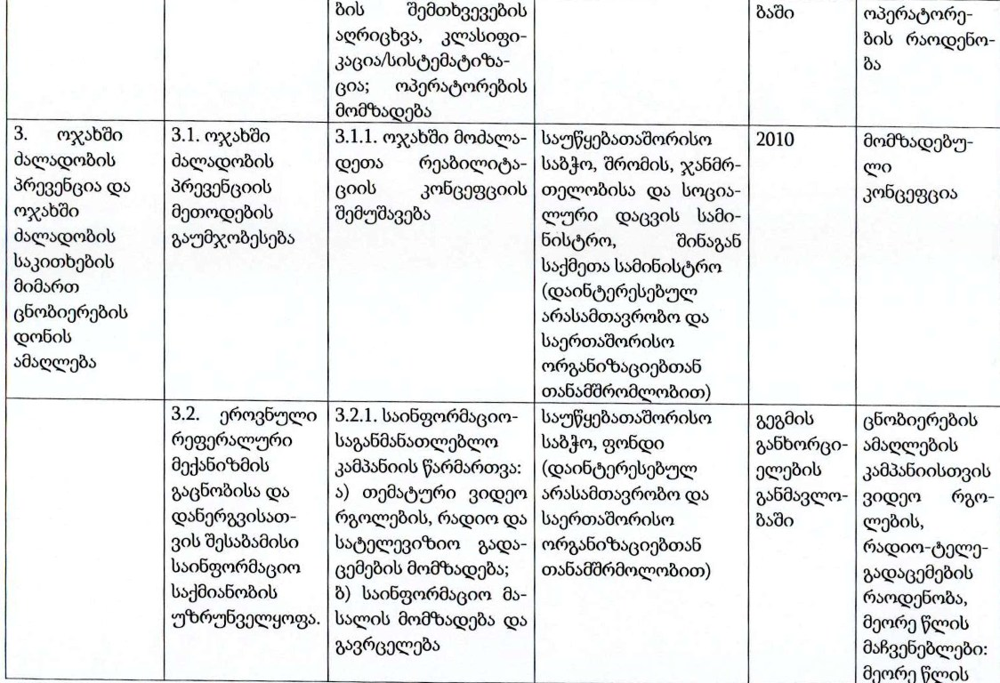 ბის შემთხვევების
აღრიცხვა, კლასიფი-
კაცია/სისტემატიზა-
ცია; ოპერატორების
მომზადება
ბაში
ოპერატორე-
ბის რაოდენო-
ბა
3. ოჯახში
ძალადობის
პრევენცია და
ოჯახში
ძალადობის
საკითხების
მიმართ
ცნობიერების
დონის
ამაღლება
3.1. ოჯახში
ძალადობის
პრევენციის
მეთოდების
გაუმჯობესება
3.1.1. ოჯახში მოძალა-
დეთა რეაბილიტა-
ციის კონცეფციის
შემუშავება
საუწყებათაშორისო
საბჭო, შრომის, ჯანმრ-
თელობისა და სოცია-
ლური დაცვის სამი-
ნისტრო, შინაგან
საქმეთა სამინისტრო
(დაინტერესებულ
არასამთავრობო და
საერთაშორისო
ორგანიზაციებთან
თანამშრომლობით)
2010
მომზადებუ-
ლი
კონცეფცია
3.2. ეროვნული
რეფერალური
მექანიზმის
გაცნობისა და
დანერგვისათ-
ვის შესაბამისი
საინფორმაციო
საქმიანობის
უზრუნველყოფა.
3.2.1. საინფორმაციო-
საგანმანათლებლო
კამპანიის წარმართვა:
ა) თემატური ვიდეო
რგოლების, რადიო და
სატელევიზიო გადა-
ცემების მომზადება;
ბ) საინფორმაციო მა-
სალის მომზადება და
გავრცელება
საუწყებათაშორისო
საბჭო, ფონდი
(დაინტერესებულ
არასამთავრობო და
საერთაშორისო
ორგანიზაციებთან
თანამშრმოლობით)
გეგმის
განხორცი-
ელების
განმავლო-
ბაში
ცნობიერების
ამაღლების
კამპანიისთვის
ვიდეო რგო-
ლების,
რადიო-ტელე-
გადაცემების
რაოდენობა,
მეორე წლის
მაჩვენებლები:
მეორე წლის